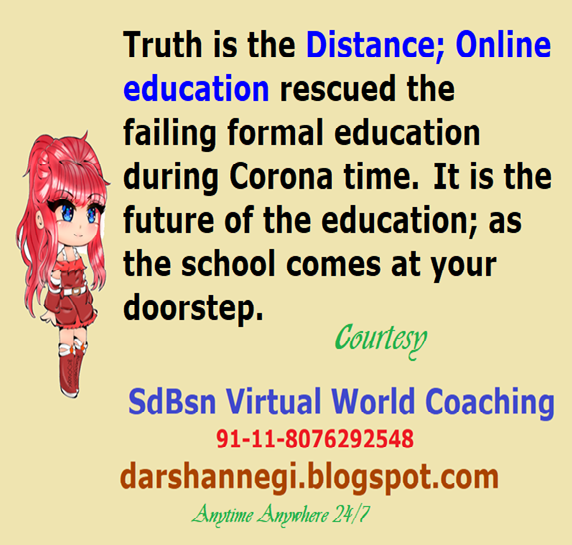 Truth is the Distance; Online
education rescued the
failing formal education
during Corona time. It is the
future of the education; as
the school comes at your
doorstep.
Courtesy
SdBsn Virtual World Coaching
91-11-8076292548
darshannegi.blogspot.com
Anytime Anywhere 24/7